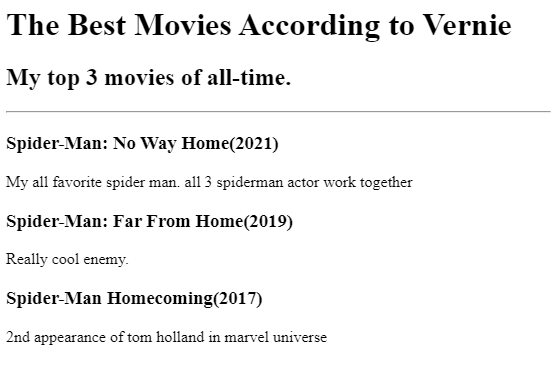 The Best Movies According to Vernie
My top 3 movies of all-time.
Spider-Man: No Way Home(2021)
My all favorite spider man. all 3 spiderman actor work together
Spider-Man: Far From Home(2019)
Really cool enemy.
Spider-Man Homecoming(2017)
2nd appearance of tom holland in marvel universe